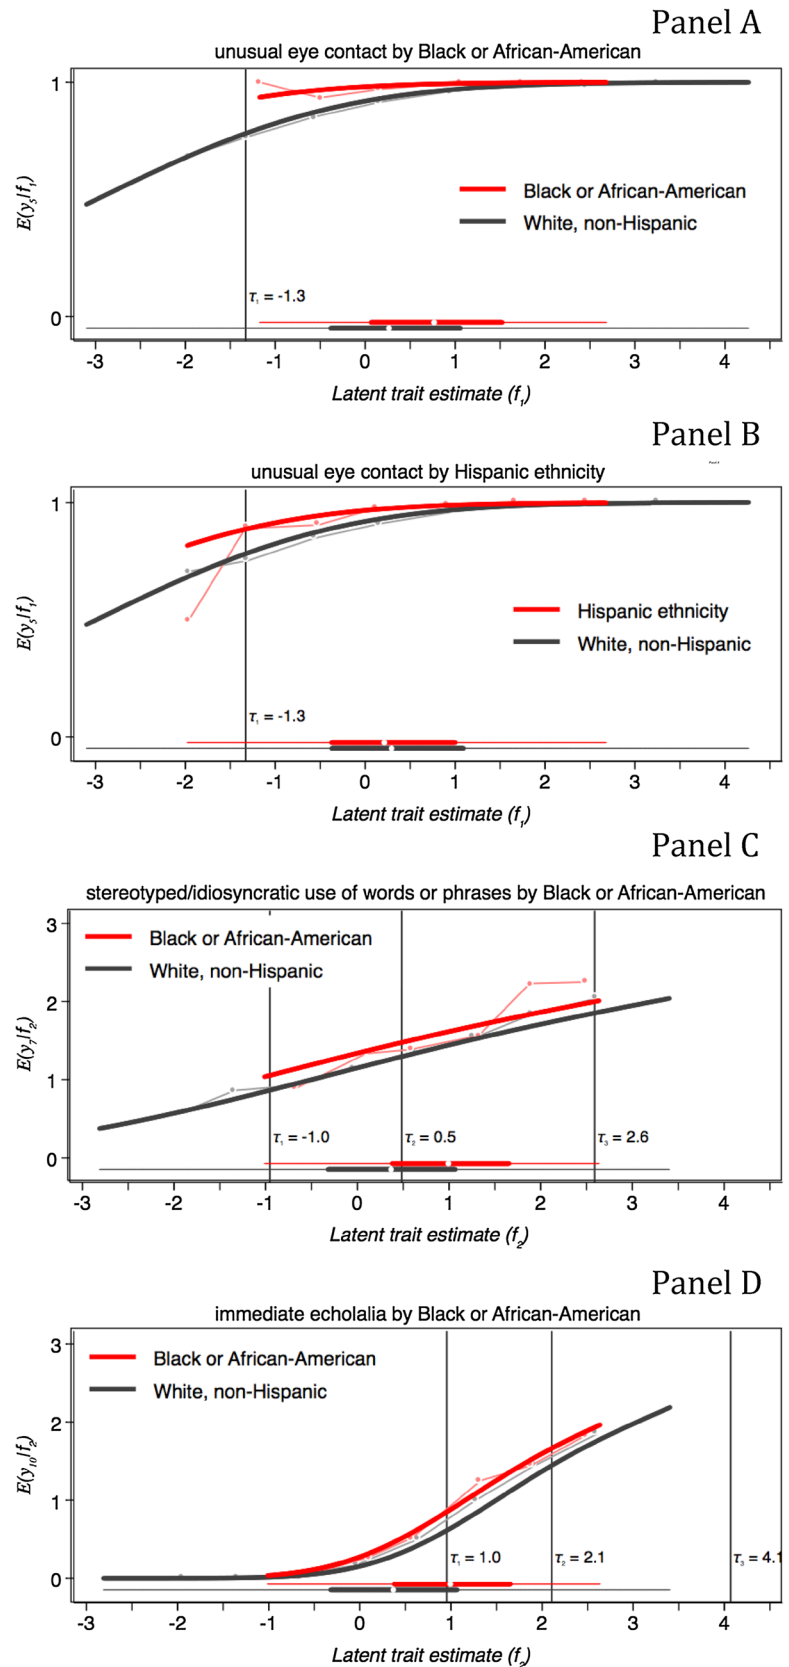 Panel A
unusual eye contact by Black or African-American
1
E(y₅|f₁)
Black or African-American
White, non-Hispanic
τ₁ = -1.3
0
-3 -2 -1 0 1 2 3 4
Latent trait estimate (f₁)
Panel B
unusual eye contact by Hispanic ethnicity
1
E(y₅|f₁)
Hispanic ethnicity
White, non-Hispanic
τ₁ = -1.3
0
-3 -2 -1 0 1 2 3 4
Latent trait estimate (f₁)
Panel C
stereotyped/idiosyncratic use of words or phrases by Black or African-American
3
Black or African-American
White, non-Hispanic
2
E(y₇|f₂)
1
τ₁ = -1.0 τ₂ = 0.5 τ₃ = 2.6
0
-3 -2 -1 0 1 2 3 4
Latent trait estimate (f₂)
Panel D
immediate echolalia by Black or African-American
3
Black or African-American
White, non-Hispanic
2
E(y₁₀|f₂)
1
τ₁ = 1.0 τ₂ = 2.1 τ₃ = 4.1
0
-3 -2 -1 0 1 2 3 4
Latent trait estimate (f₂)